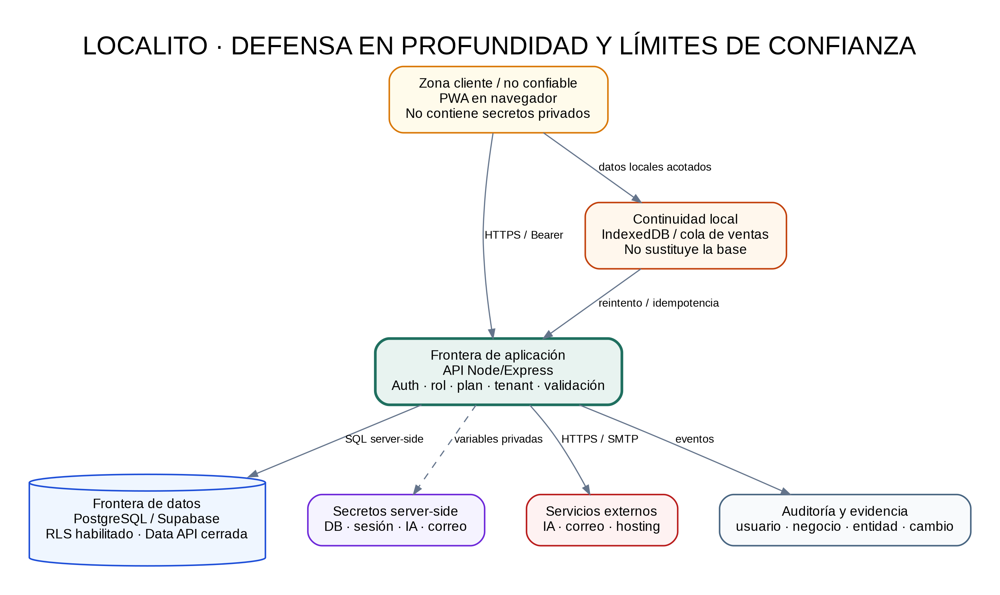 LOCALITO · DEFENSA EN PROFUNDIDAD Y LÍMITES DE CONFIANZA
Zona cliente / no confiable
PWA en navegador
No contiene secretos privados
datos locales acotados
Continuidad local
IndexedDB / cola de ventas
No sustituye la base
HTTPS / Bearer
reintento / idempotencia
Frontera de aplicación
API Node/Express
Auth · rol · plan · tenant · validación
SQL server-side
variables privadas
HTTPS / SMTP
eventos
Frontera de datos
PostgreSQL / Supabase
RLS habilitado · Data API cerrada
Secretos server-side
DB · sesión · IA · correo
Servicios externos
IA · correo · hosting
Auditoría y evidencia
usuario · negocio · entidad · cambio